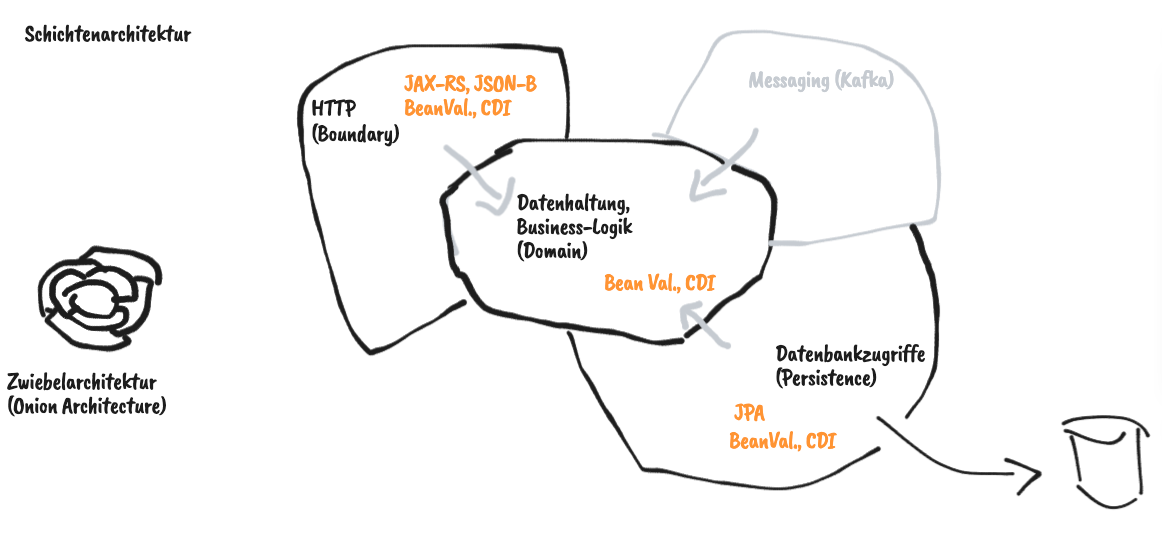 Schichtenarchitektur
HTTP
(Boundary)
JAX-RS, JSON-B
BeanVal., CDI
Messaging (Kafka)
Datenhaltung,
Business-Logik
(Domain)
Bean Val., CDI
Datenbankzugriffe
(Persistence)
JPA
BeanVal., CDI
Zwiebelarchitektur
(Onion Architecture)